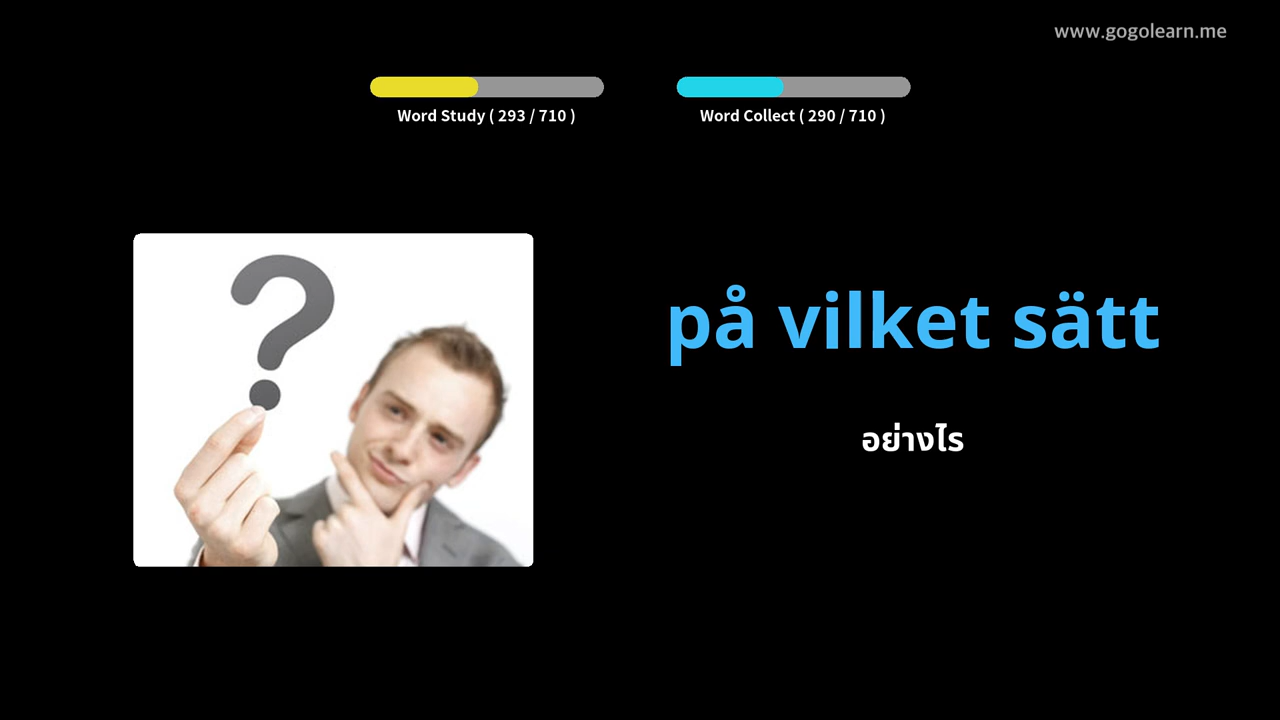 www.gogolearn.me
Word Study ( 293 / 710 )
Word Collect ( 290 / 710 )
på vilket sätt
อย่างไร